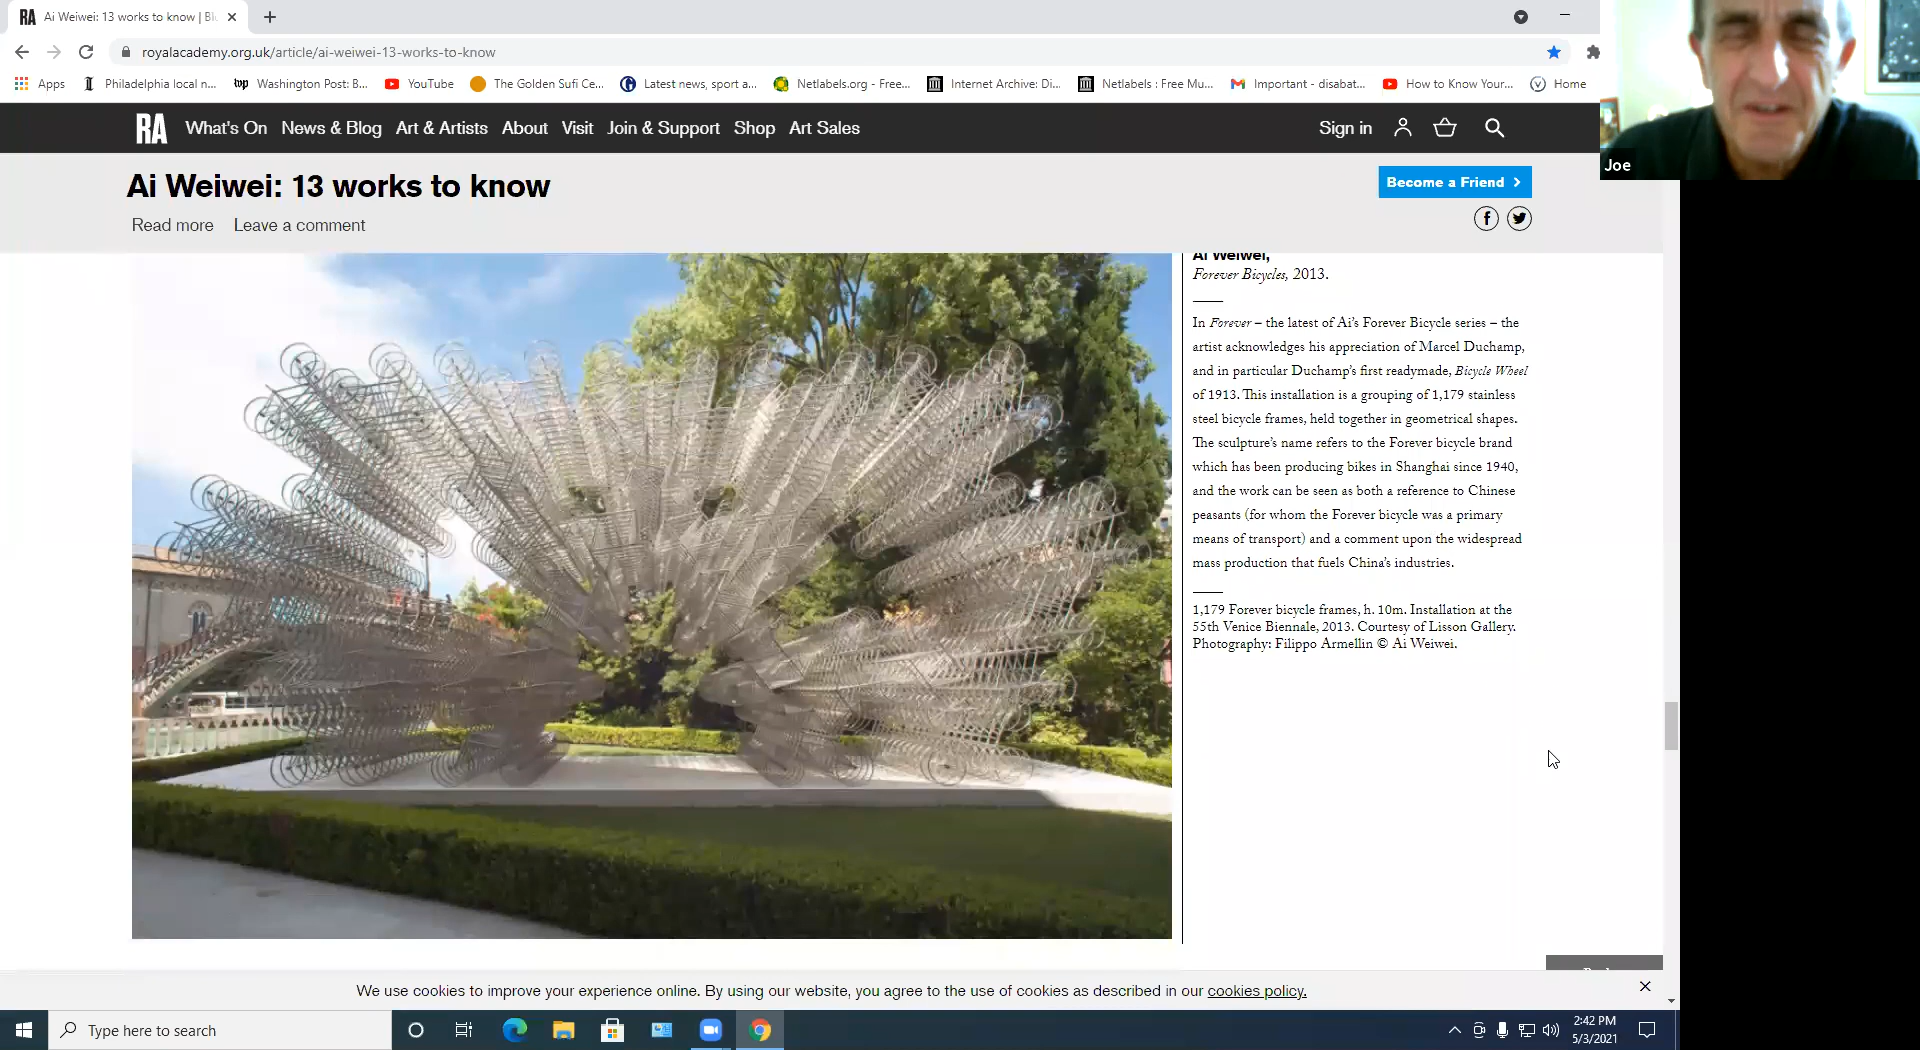 RA Ai Weiwei: 13 works to know | Bl
royalacademy.org.uk/article/ai-weiwei-13-works-to-know
Apps Philadelphia local n... wp Washington Post: B... YouTube The Golden Sufi Ce... Latest news, sport a... Netlabels.org - Free... Internet Archive: Di... Netlabels : Free Mu... Important - disabat... How to Know Your... Home
RA What's On News & Blog Art & Artists About Visit Join & Support Shop Art Sales Sign in
Joe
Ai Weiwei: 13 works to know
Become a Friend
Read more Leave a comment
Ai Weiwei,
Forever Bicycles, 2013.
In Forever – the latest of Ai's Forever Bicycle series – the
artist acknowledges his appreciation of Marcel Duchamp,
and in particular Duchamp's first readymade, Bicycle Wheel
of 1913. This installation is a grouping of 1,179 stainless
steel bicycle frames, held together in geometrical shapes.
The sculpture's name refers to the Forever bicycle brand
which has been producing bikes in Shanghai since 1940,
and the work can be seen as both a reference to Chinese
peasants (for whom the Forever bicycle was a primary
means of transport) and a comment upon the widespread
mass production that fuels China's industries.
1,179 Forever bicycle frames, h. 10m. Installation at the
55th Venice Biennale, 2013. Courtesy of Lisson Gallery.
Photography: Filippo Armellin © Ai Weiwei.
We use cookies to improve your experience online. By using our website, you agree to the use of cookies as described in our cookies policy.
Type here to search
2:42 PM
5/3/2021